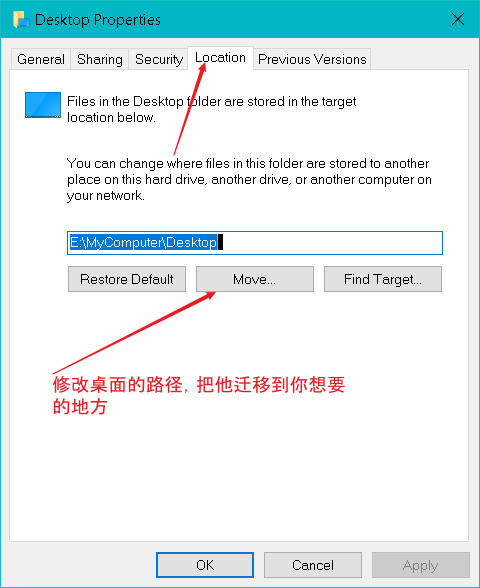 Desktop Properties
General Sharing Security Location Previous Versions
Files in the Desktop folder are stored in the target
location below.
You can change where files in this folder are stored to another
place on this hard drive, another drive, or another computer on
your network.
E:\MyComputer\Desktop
Restore Default Move... Find Target...
修改桌面的路径，把他迁移到你想要
的地方
OK Cancel Apply